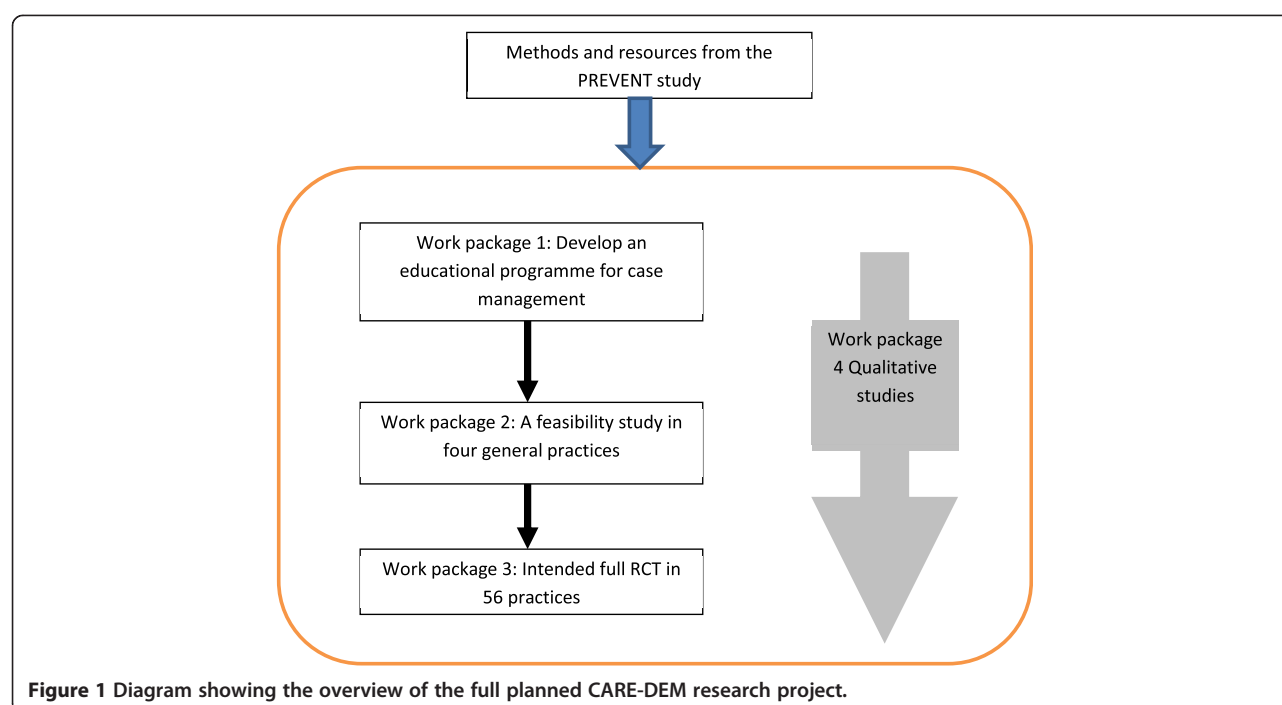 Methods and resources from the
PREVENT study
Work package 1: Develop an
educational programme for case
management
Work package 2: A feasibility study in
four general practices
Work package 3: Intended full RCT in
56 practices
Work package
4 Qualitative
studies
Figure 1 Diagram showing the overview of the full planned CARE-DEM research project.